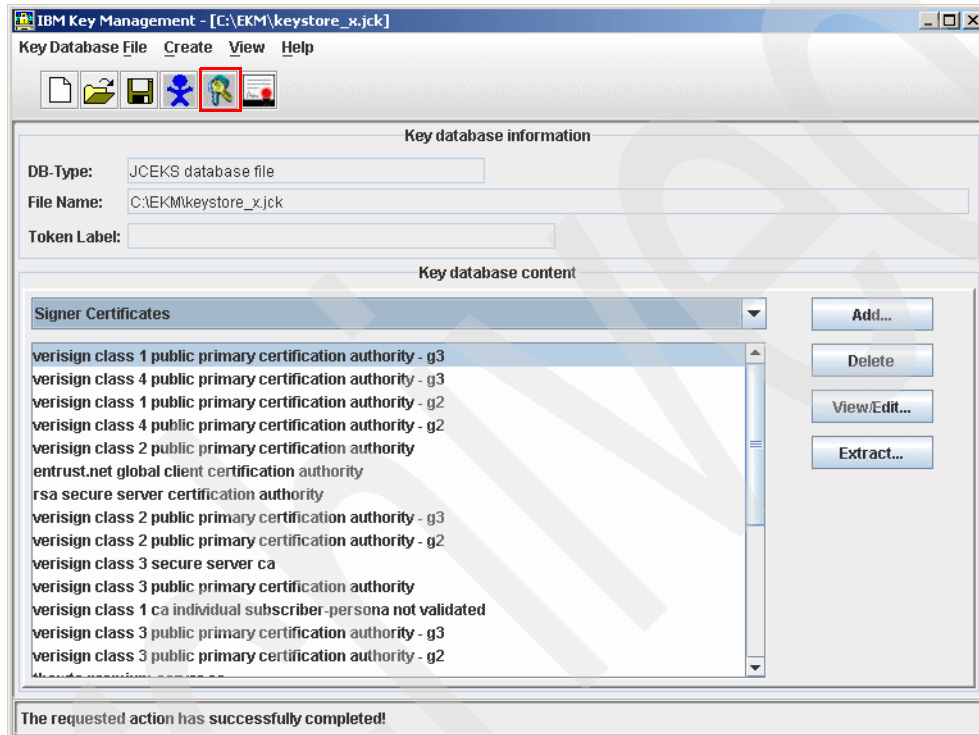 IBM Key Management - [C:\EKM\keystore_x.jck]
Key Database File Create View Help
Key database information
DB-Type: JCEKS database file
File Name: C:\EKM\keystore_x.jck
Token Label:
Key database content
Signer Certificates
Add...
verisign class 1 public primary certification authority - g3
Delete
verisign class 4 public primary certification authority - g3
verisign class 1 public primary certification authority - g2
View/Edit...
verisign class 4 public primary certification authority - g2
verisign class 2 public primary certification authority
Extract...
entrust.net global client certification authority
rsa secure server certification authority
verisign class 2 public primary certification authority - g3
verisign class 2 public primary certification authority - g2
verisign class 3 secure server ca
verisign class 3 public primary certification authority
verisign class 1 ca individual subscriber-persona not validated
verisign class 3 public primary certification authority - g3
verisign class 3 public primary certification authority - g2
The requested action has successfully completed!